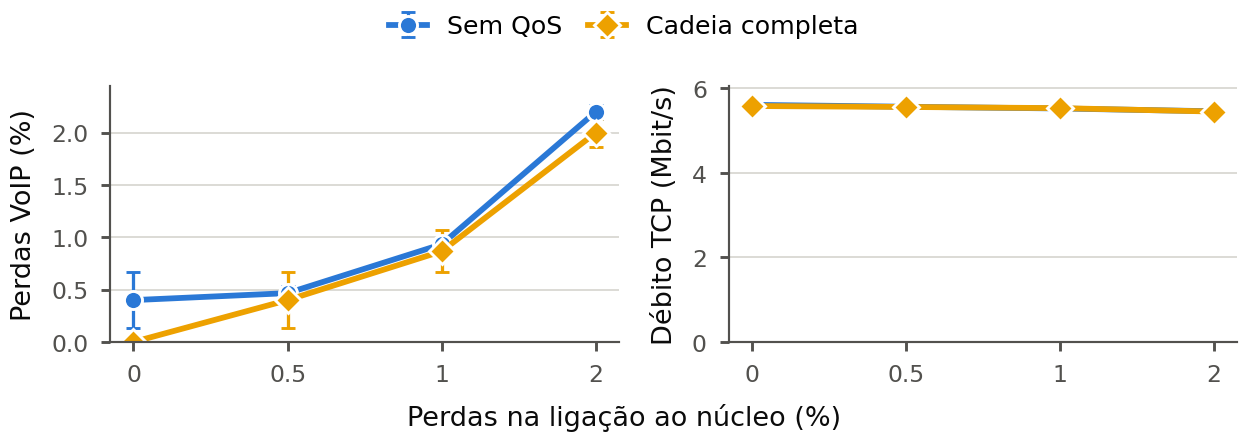 Sem QoS Cadeia completa
Perdas VoIP (%)
2.0
1.5
1.0
0.5
0.0
0 0.5 1 2
Débito TCP (Mbit/s)
6
4
2
0
0 0.5 1 2
Perdas na ligação ao núcleo (%)